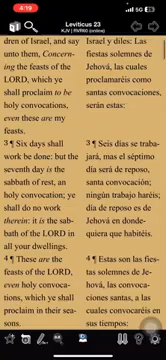 4:19
Leviticus 23
KJV | RVR60 (online)
dren of Israel, and say
unto them, Concern-
ing the feasts of the
LORD, which ye
shall proclaim to be
holy convocations,
even these are my
feasts.
3 ¶ Six days shall
work be done: but the
seventh day is the
sabbath of rest, an
holy convocation; ye
shall do no work
therein: it is the sab-
bath of the LORD in
all your dwellings.
4 ¶ These are the
feasts of the LORD,
even holy convoca-
tions, which ye shall
proclaim in their sea-
sons.
Israel y diles: Las
fiestas solemnes de
Jehová, las cuales
proclamaréis como
santas convocaciones,
serán estas:
3 ¶ Seis días se traba-
jará, mas el séptimo
día será de reposo,
santa convocación;
ningún trabajo haréis;
día de reposo es de
Jehová en donde-
quiera que habitéis.
4 ¶ Estas son las fies-
tas solemnes de Jeho-
vá, las convocacio-
nes santas, a las
cuales convocaréis en
sus tiempos: